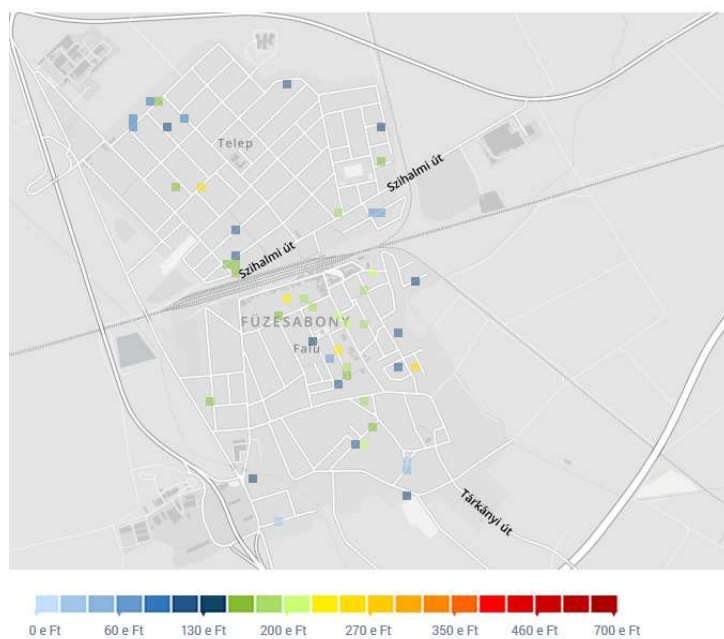 Telep
Szihalmi út
Szihalmi út
FÜZESABONY
Falu
Tárkányi út
0 e Ft 60 e Ft 130 e Ft 200 e Ft 270 e Ft 350 e Ft 460 e Ft 700 e Ft